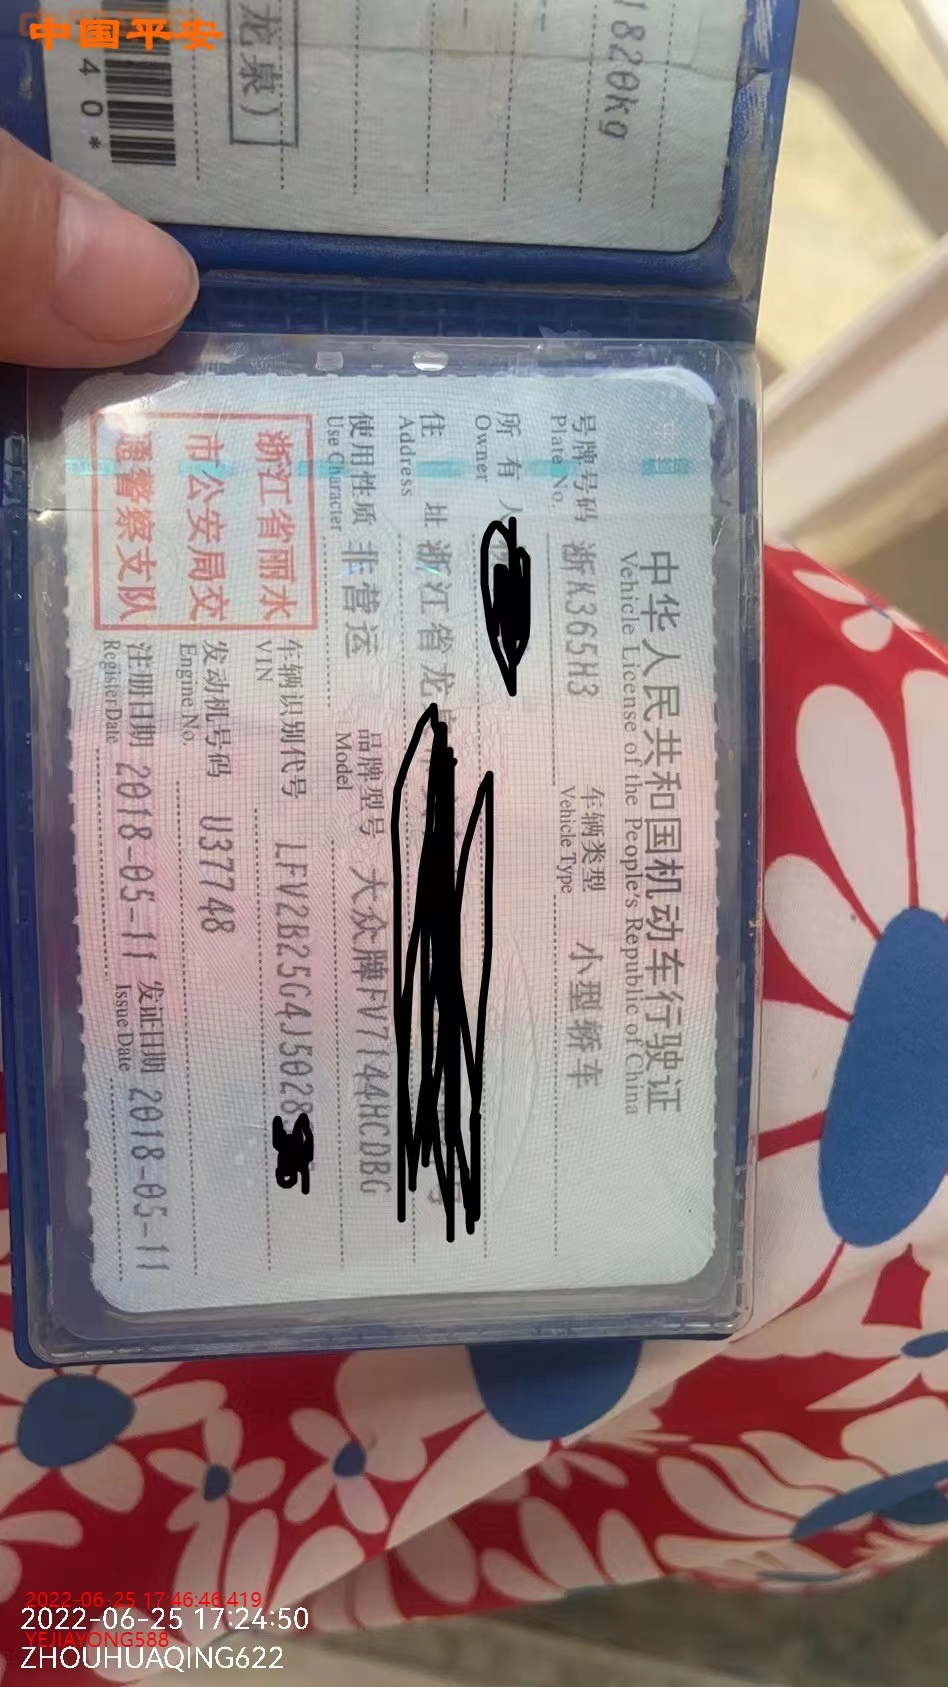 中国平安
40*
龙泉)
1820kg
中华人民共和国机动车行驶证
Vehicle License of the People's Republic of China
号牌号码 浙K365H3 车辆类型 小型轿车
Plate No. Vehicle Type
所有人
Owner
住址 浙江省龙
Address
使用性质 非营运 品牌型号 大众牌FV7144HCDBG
Use Character Model
浙江省丽水
市公安局交
通警察支队
车辆识别代号 LFV2B25G4J5028
VIN
发动机号码 U37748
Engine No.
注册日期 2018-05-11 发证日期 2018-05-11
Register Date Issue Date
2022-06-25 17:46:46:419
2022-06-25 17:24:50
YEJIAYONG588
ZHOUHUAQING622